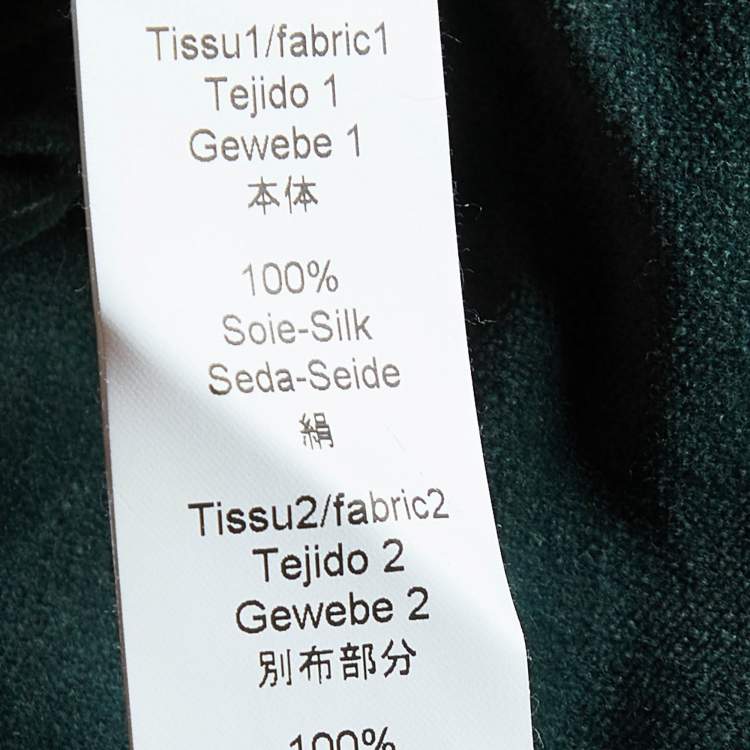 Tissu1/fabric1
Tejido 1
Gewebe 1
本体
100%
Soie-Silk
Seda-Seide
絹
Tissu2/fabric2
Tejido 2
Gewebe 2
別布部分
100%